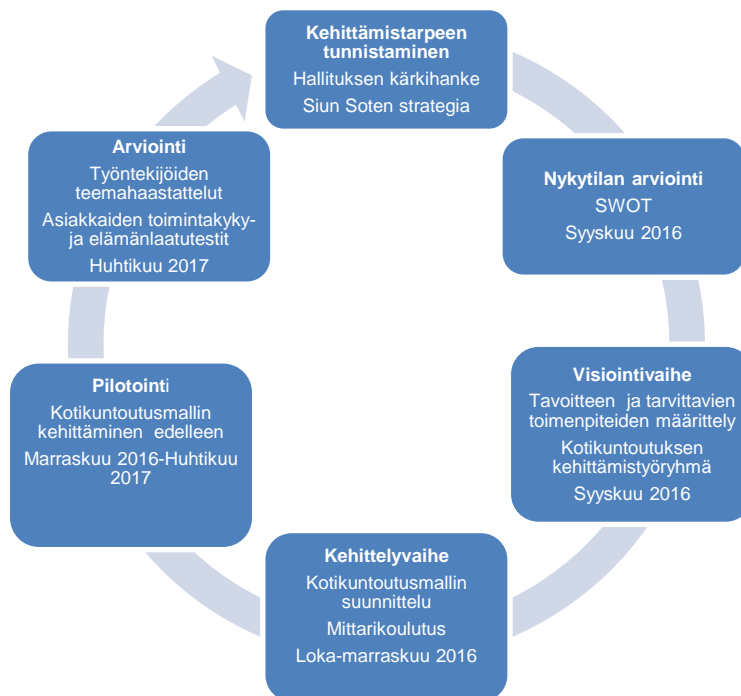 Kehittämistarpeen
tunnistaminen
Hallituksen kärkihanke
Siun Soten strategia
Nykytilan arviointi
SWOT
Syyskuu 2016
Visiointivaihe
Tavoitteen ja tarvittavien
toimenpiteiden määrittely
Kotikuntoutuksen
kehittämistyöryhmä
Syyskuu 2016
Kehittelyvaihe
Kotikuntoutusmallin
suunnittelu
Mittarikoulutus
Loka-marraskuu 2016
Pilotointi
Kotikuntoutusmallin
kehittäminen edelleen
Marraskuu 2016-Huhtikuu
2017
Arviointi
Työntekijöiden
teemahaastattelut
Asiakkaiden toimintakyky-
ja elämänlaatutestit
Huhtikuu 2017